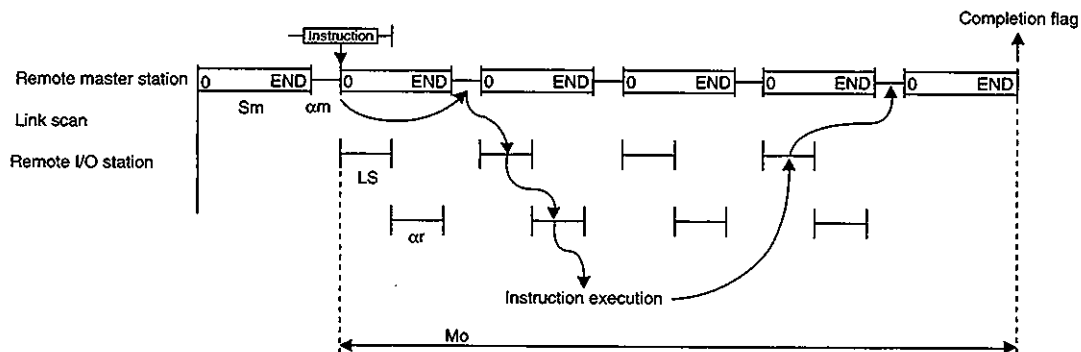 Completion flag
Instruction
Remote master station
0 END 0 END 0 END 0 END 0 END 0 END
Sm αm
Link scan
Remote I/O station
LS
αr
Instruction execution
Mo